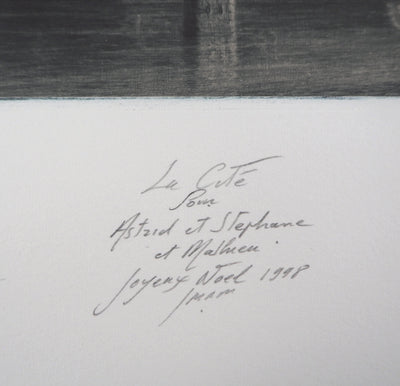 La Cité
Pour
Astrid et Stephane
et Mathieu
Joyeux Noel 1998